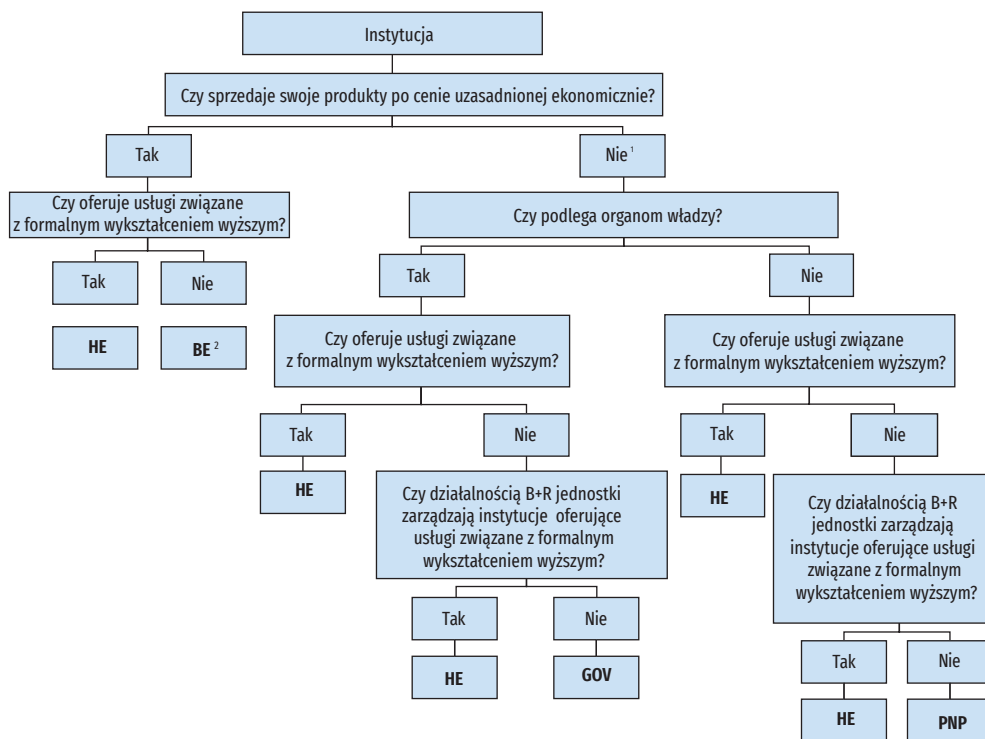 Instytucja
Czy sprzedaje swoje produkty po cenie uzasadnionej ekonomicznie?
Tak
Nie ¹
Czy oferuje usługi związane
z formalnym wykształceniem wyższym?
Czy podlega organom władzy?
Tak
Nie
Tak
Nie
HE
BE ²
Czy oferuje usługi związane
z formalnym wykształceniem wyższym?
Czy oferuje usługi związane
z formalnym wykształceniem wyższym?
Tak
Nie
Tak
Nie
HE
HE
Czy działalnością B+R jednostki
zarządzają instytucje oferujące
usługi związane z formalnym
wykształceniem wyższym?
Czy działalnością B+R
jednostki zarządzają
instytucje oferujące usługi
związane z formalnym
wykształceniem wyższym?
Tak
Nie
HE
GOV
Tak
Nie
HE
PNP